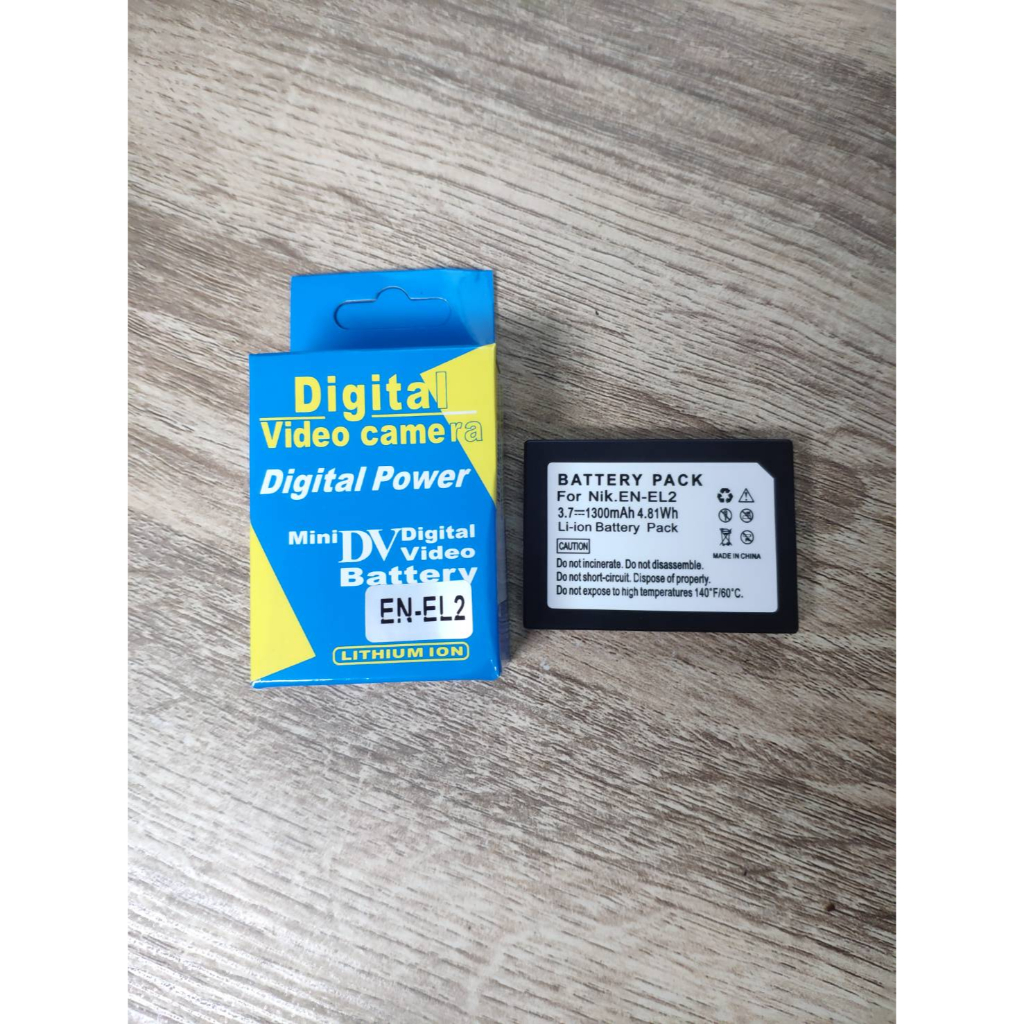 Digital
Video camera
Digital Power
Mini DV Digital Video
Battery
EN-EL2
LITHIUM ION
BATTERY PACK
For Nik.EN-EL2
3.7⎓1300mAh 4.81Wh
Li-ion Battery Pack
CAUTION
Do not incinerate. Do not disassemble.
Do not short-circuit. Dispose of properly.
Do not expose to high temperatures 140°F/60°C.
MADE IN CHINA